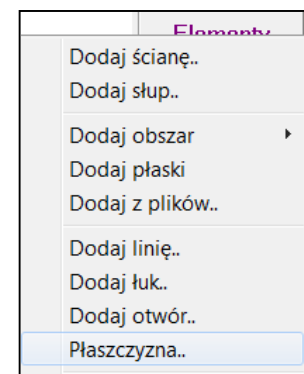 Elementy
Dodaj ścianę..
Dodaj słup..
Dodaj obszar
Dodaj płaski
Dodaj z plików..
Dodaj linię..
Dodaj łuk..
Dodaj otwór..
Płaszczyzna..